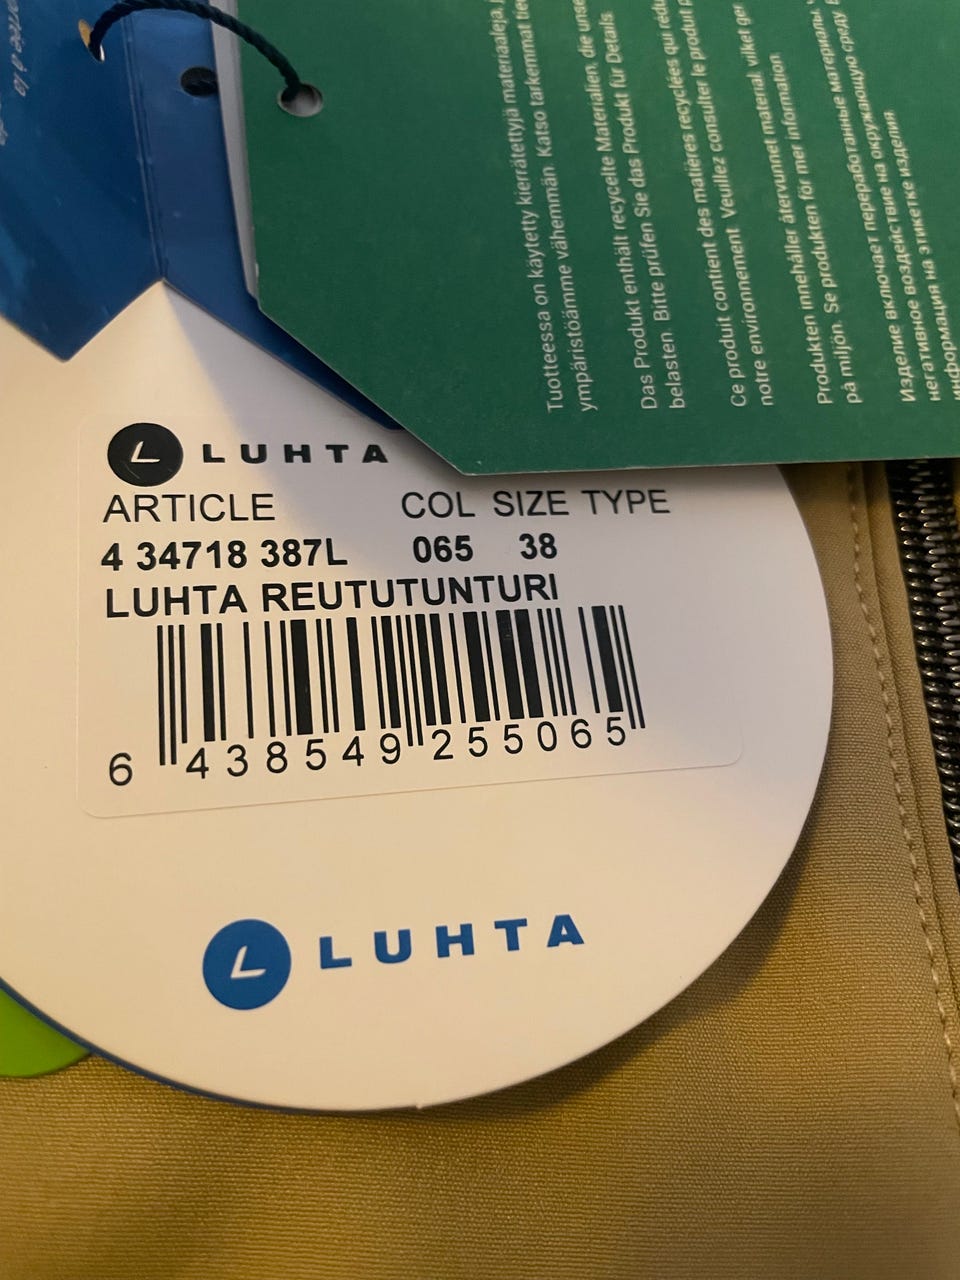 Tuotteessa on käytetty kierrätettyjä materiaaleja,
ympäristöämme vähemmän. Katso tarkemmat
Das Produkt enthält recycelte Materialien, die
belasten. Bitte prüfen Sie das Produkt für Details
Ce produit contient des matières recyclées qui
notre environnement. Veuillez consulter le produit
Produkten innehåller återvunnet material, vilket
på miljön. Se produkten för mer information
Изделие включает переработанные материалы
негативное воздействие на окружающую среду
информация на этикетке изделия
LUHTA
ARTICLE COL SIZE TYPE
4 34718 387L 065 38
LUHTA REUTUTUNTURI
6 438549 255065
LUHTA